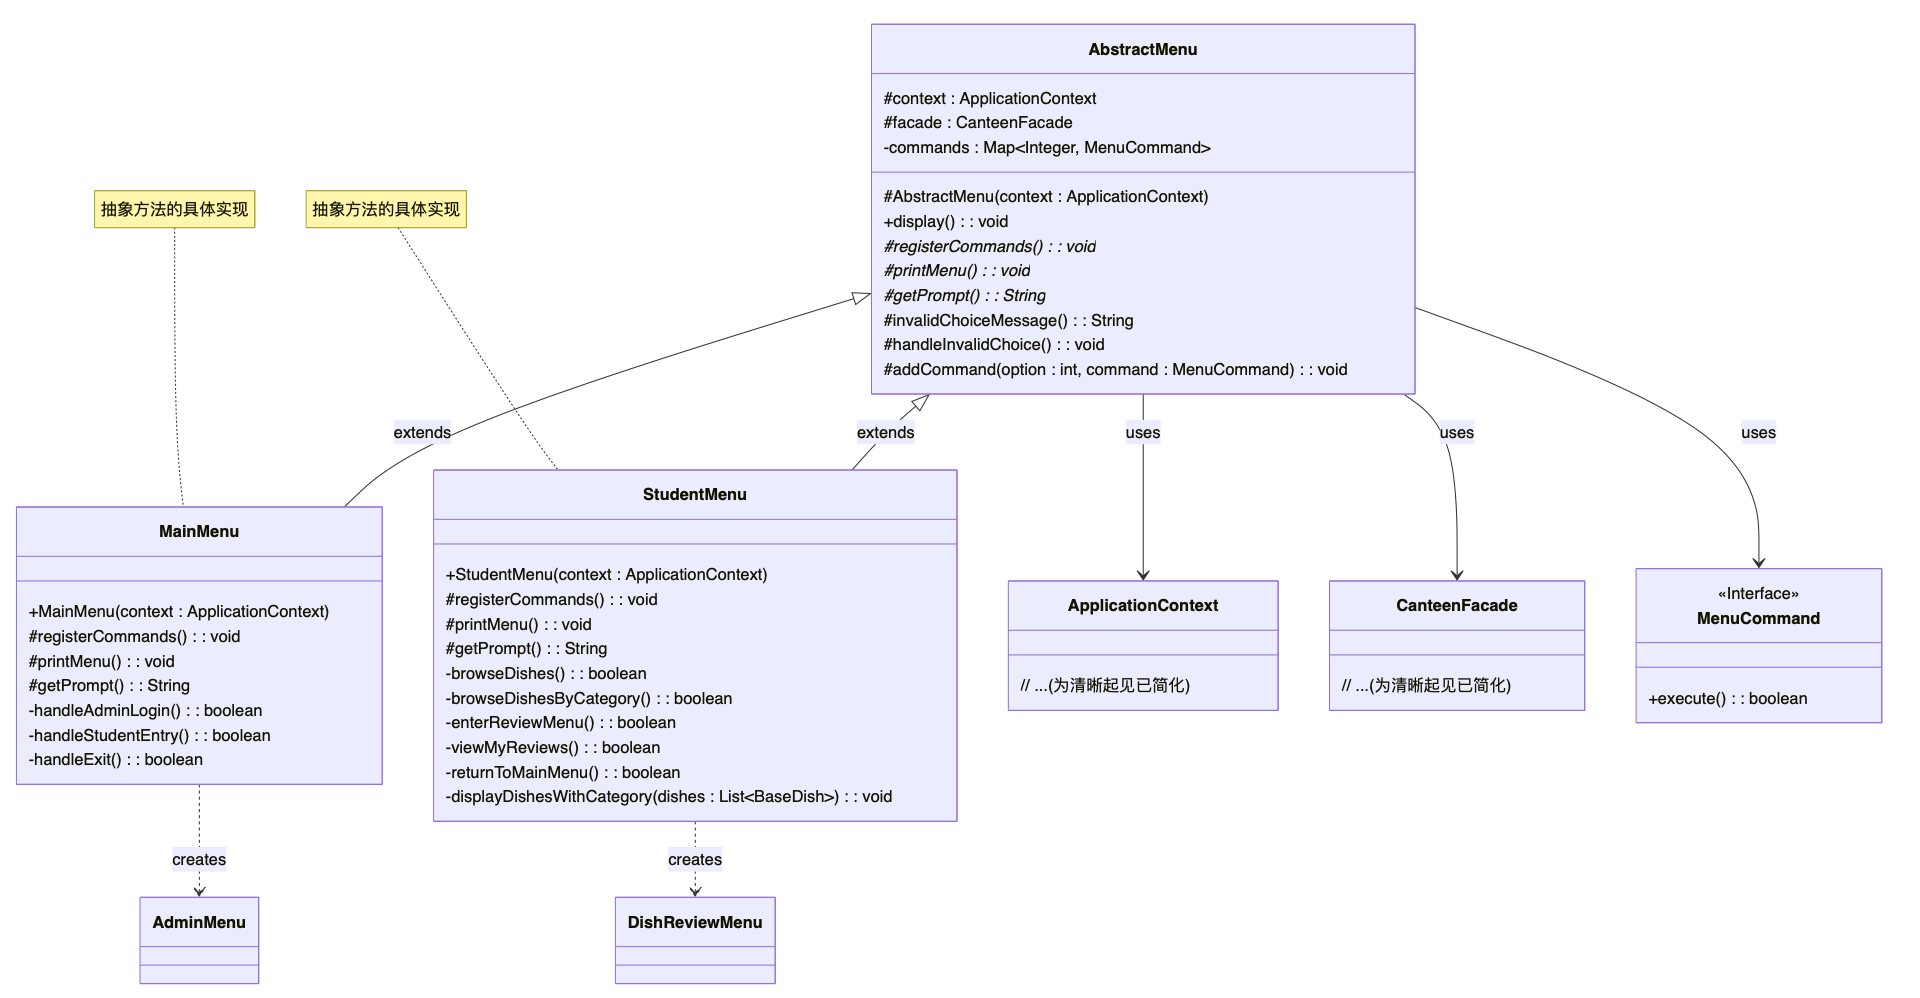 AbstractMenu
#context : ApplicationContext
#facade : CanteenFacade
-commands : Map<Integer, MenuCommand>
#AbstractMenu(context : ApplicationContext)
+display() : : void
#registerCommands() : : void
#printMenu() : : void
#getPrompt() : : String
#invalidChoiceMessage() : : String
#handleInvalidChoice() : : void
#addCommand(option : int, command : MenuCommand) : : void
抽象方法的具体实现
抽象方法的具体实现
extends
extends
uses
uses
uses
MainMenu
+MainMenu(context : ApplicationContext)
#registerCommands() : : void
#printMenu() : : void
#getPrompt() : : String
-handleAdminLogin() : : boolean
-handleStudentEntry() : : boolean
-handleExit() : : boolean
StudentMenu
+StudentMenu(context : ApplicationContext)
#registerCommands() : : void
#printMenu() : : void
#getPrompt() : : String
-browseDishes() : : boolean
-browseDishesByCategory() : : boolean
-enterReviewMenu() : : boolean
-viewMyReviews() : : boolean
-returnToMainMenu() : : boolean
-displayDishesWithCategory(dishes : List<BaseDish>) : : void
ApplicationContext
// ...(为清晰起见已简化)
CanteenFacade
// ...(为清晰起见已简化)
«Interface»
MenuCommand
+execute() : : boolean
creates
creates
AdminMenu
DishReviewMenu